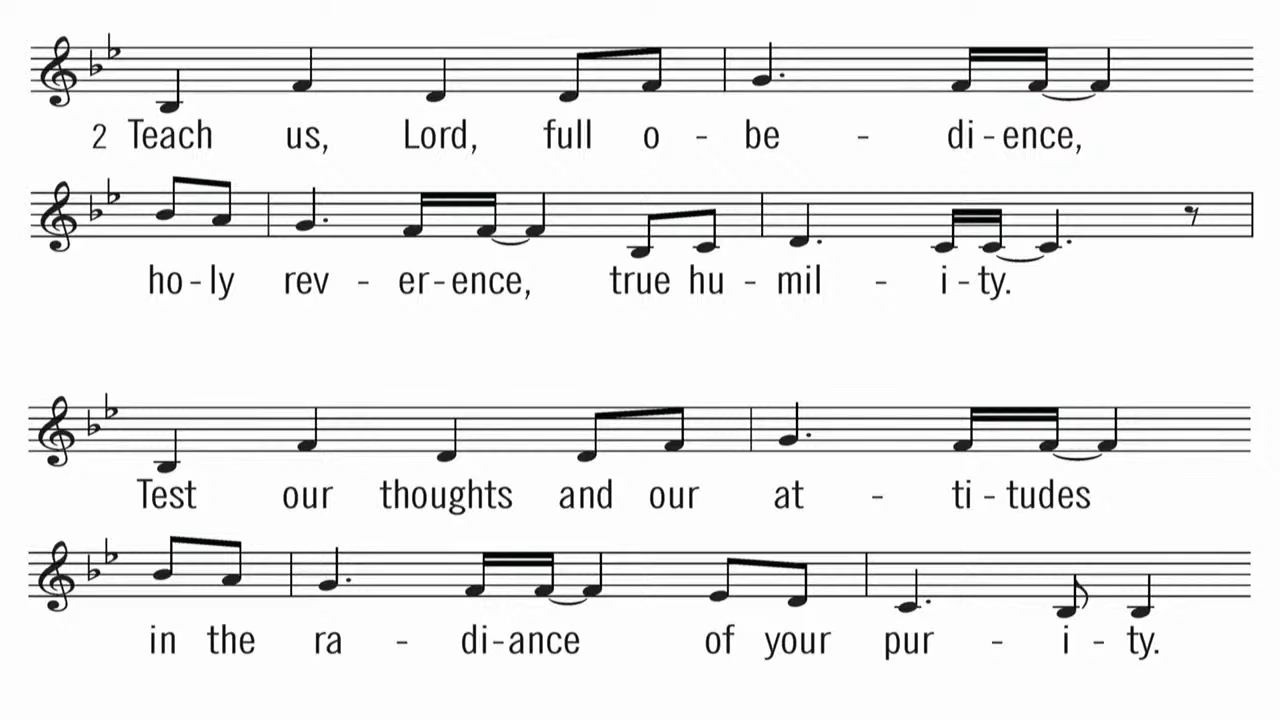 2 Teach us, Lord, full o - be - di - ence,
ho - ly rev - er - ence, true hu - mil - i - ty.
Test our thoughts and our at - ti - tudes
in the ra - di - ance of your pur - i - ty.